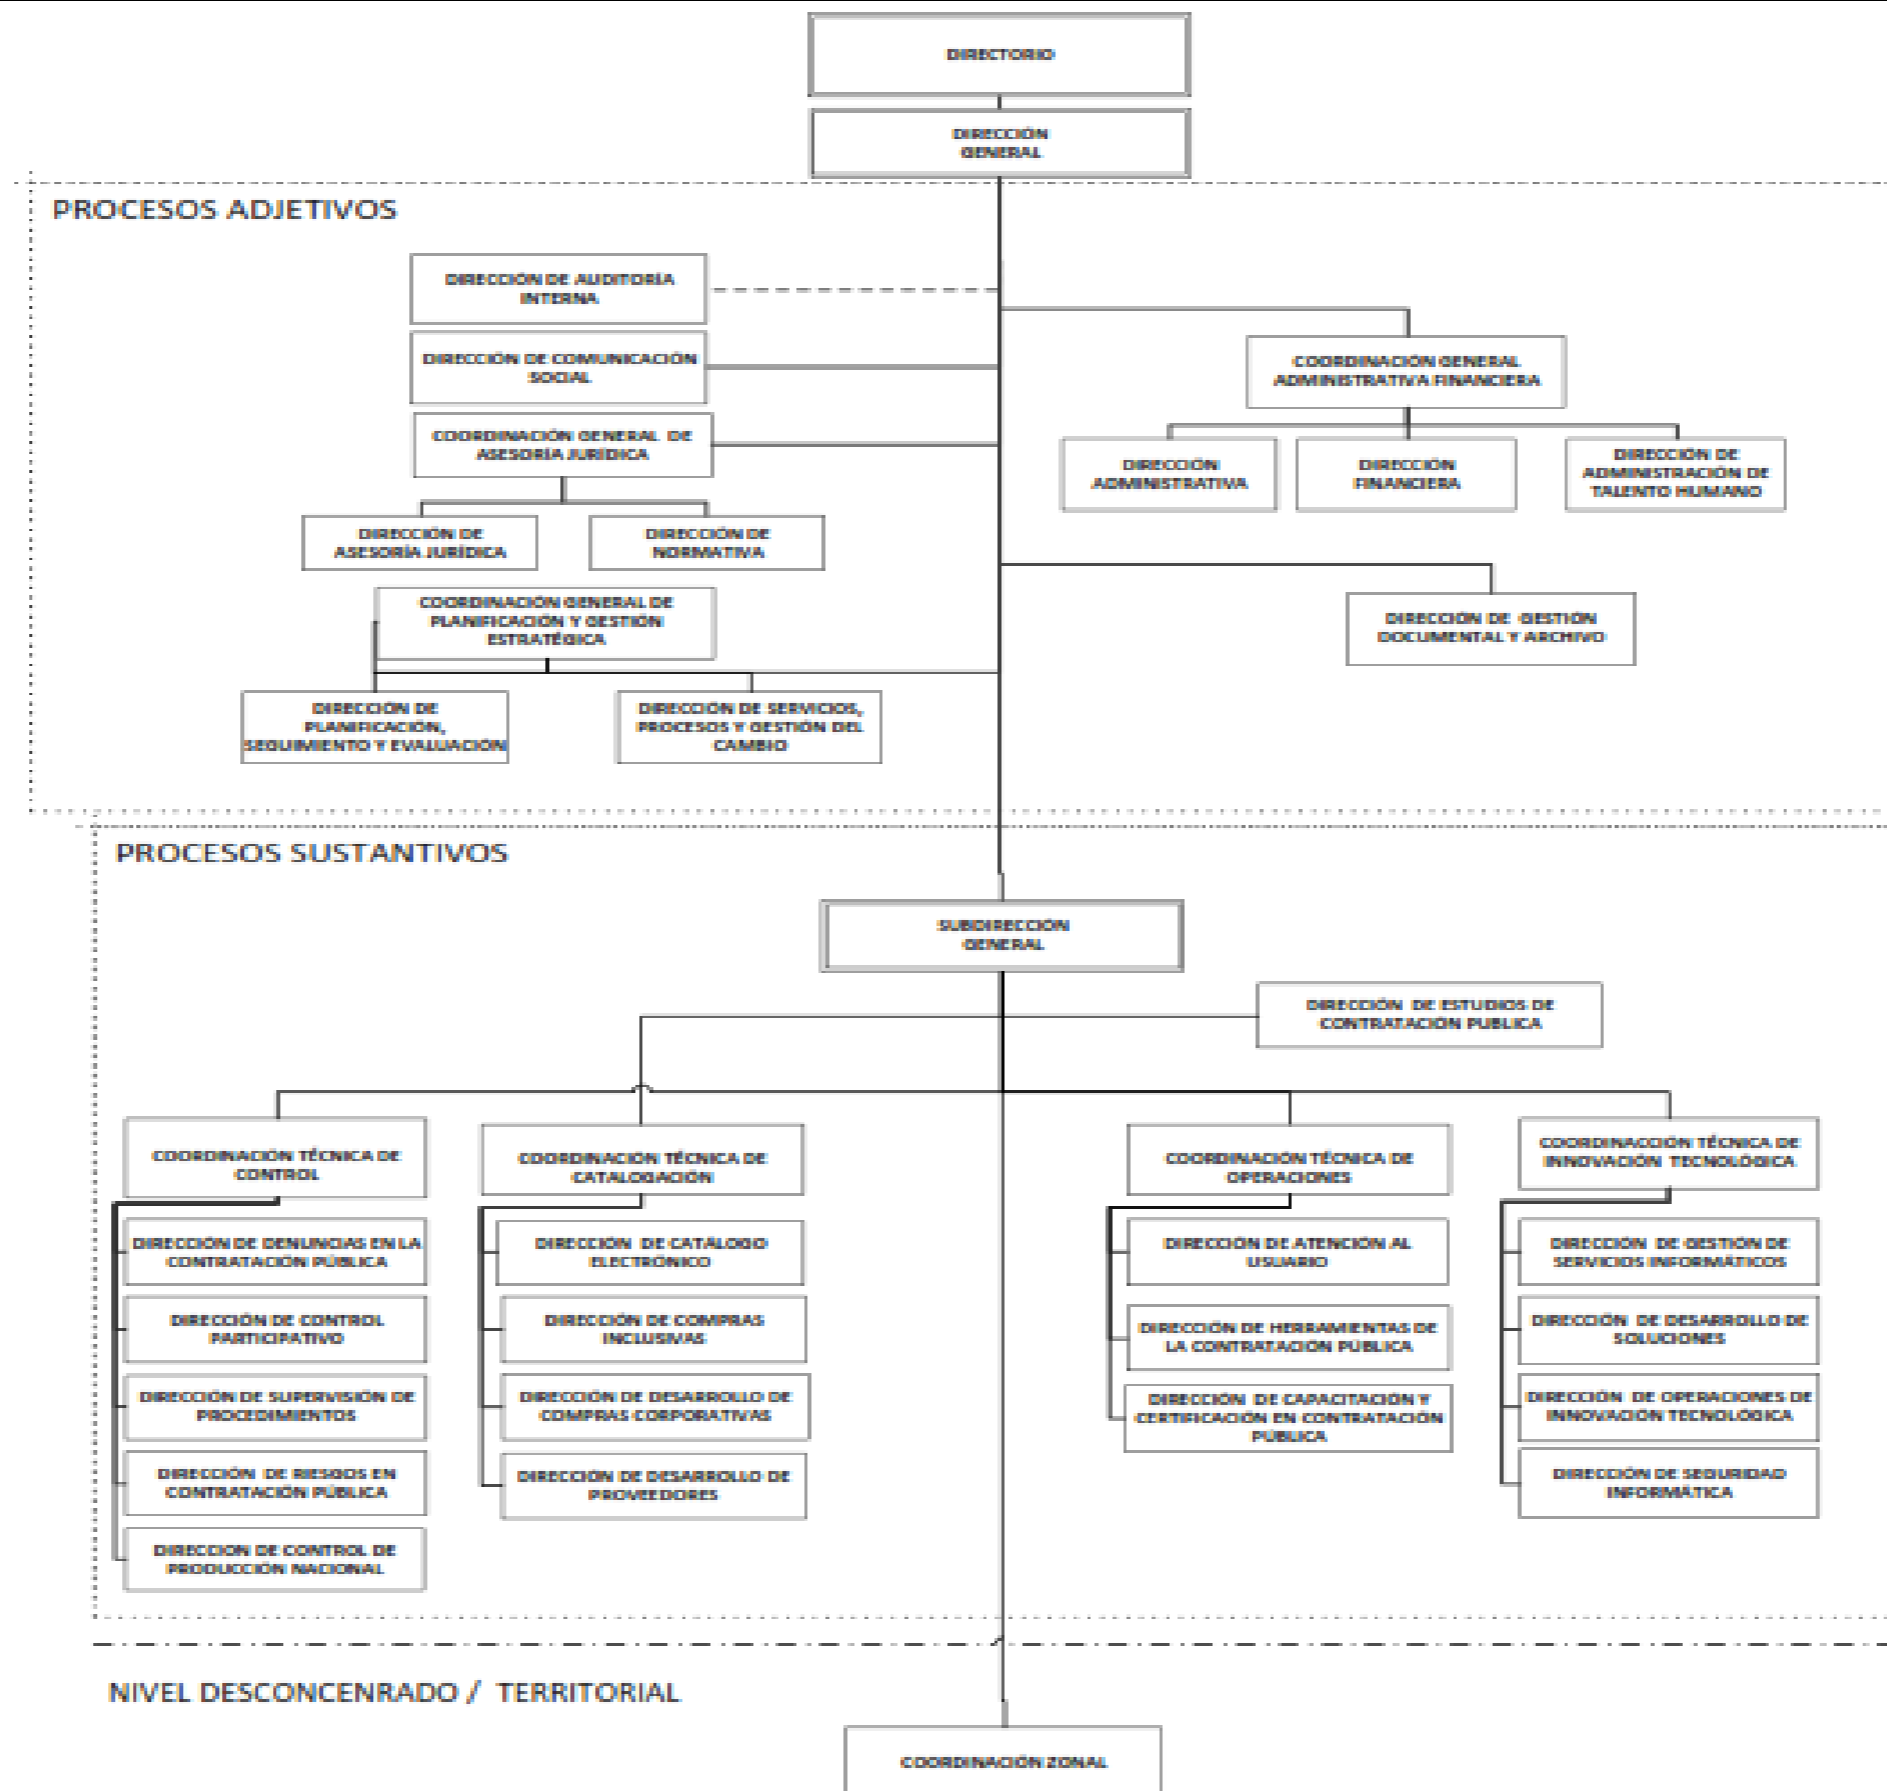 DIRECTORIO
DIRECCIÓN
GENERAL
PROCESOS ADJETIVOS
DIRECCIÓN DE AUDITORÍA
INTERNA
DIRECCIÓN DE COMUNICACIÓN
SOCIAL
COORDINACIÓN GENERAL DE
ASESORÍA JURÍDICA
DIRECCIÓN DE
ASESORÍA JURÍDICA
DIRECCIÓN DE
NORMATIVA
COORDINACIÓN GENERAL DE
PLANIFICACIÓN Y GESTIÓN
ESTRATÉGICA
DIRECCIÓN DE
PLANIFICACIÓN,
SEGUIMIENTO Y EVALUACIÓN
DIRECCIÓN DE SERVICIOS,
PROCESOS Y GESTIÓN DEL
CAMBIO
COORDINACIÓN GENERAL
ADMINISTRATIVA FINANCIERA
DIRECCIÓN
ADMINISTRATIVA
DIRECCIÓN
FINANCIERA
DIRECCIÓN DE
ADMINISTRACIÓN DE
TALENTO HUMANO
DIRECCIÓN DE GESTIÓN
DOCUMENTAL Y ARCHIVO
PROCESOS SUSTANTIVOS
SUBDIRECCIÓN
GENERAL
DIRECCIÓN DE ESTUDIOS DE
CONTRATACIÓN PUBLICA
COORDINACIÓN TÉCNICA DE
CONTROL
DIRECCIÓN DE DENUNCIAS EN LA
CONTRATACIÓN PÚBLICA
DIRECCIÓN DE CONTROL
PARTICIPATIVO
DIRECCIÓN DE SUPERVISIÓN DE
PROCEDIMIENTOS
DIRECCIÓN DE RIESGOS EN
CONTRATACIÓN PÚBLICA
DIRECCION DE CONTROL DE
PRODUCCIÓN NACIONAL
COORDINACIÓN TÉCNICA DE
CATALOGACIÓN
DIRECCIÓN DE CATÁLOGO
ELECTRÓNICO
DIRECCIÓN DE COMPRAS
INCLUSIVAS
DIRECCIÓN DE DESARROLLO DE
COMPRAS CORPORATIVAS
DIRECCIÓN DE DESARROLLO DE
PROVEEDORES
COORDINACIÓN TÉCNICA DE
OPERACIONES
DIRECCIÓN DE ATENCIÓN AL
USUARIO
DIRECCIÓN DE HERRAMIENTAS DE
LA CONTRATACIÓN PÚBLICA
DIRECCIÓN DE CAPACITACIÓN Y
CERTIFICACIÓN EN CONTRATACIÓN
PÚBLICA
COORDINACCIÓN TÉCNICA DE
INNOVACIÓN TECNOLÓGICA
DIRECCIÓN DE GESTIÓN DE
SERVICIOS INFORMÁTICOS
DIRECCIÓN DE DESARROLLO DE
SOLUCIONES
DIRECCIÓN DE OPERACIONES DE
INNOVACIÓN TECNOLÓGICA
DIRECCIÓN DE SEGURIDAD
INFORMÁTICA
NIVEL DESCONCENRADO / TERRITORIAL
COORDINACIÓN ZONAL